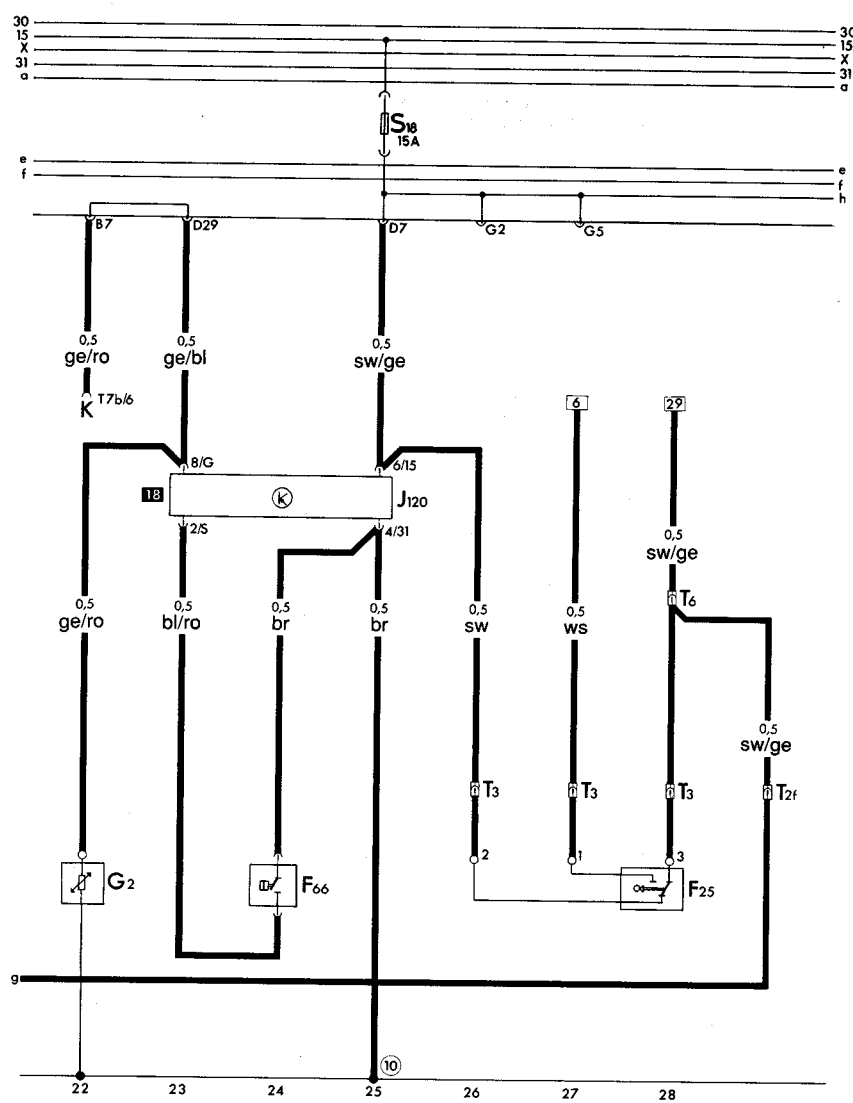 30 30
15 15
X X
31 31
a a
S18
15A
e e
f f
h
B7 D29 D7 G2 G5
0,5 0,5 0,5
ge/ro ge/bl sw/ge
K T7b/6
6 29
8/G 6/15
18 K J120
2/S 4/31
0,5
sw/ge
T6
0,5 0,5 0,5 0,5 0,5 0,5
ge/ro bl/ro br br sw ws
0,5
sw/ge
T3 T3 T3 T2f
2 1 3
G2 F66 F25
g
10
22 23 24 25 26 27 28